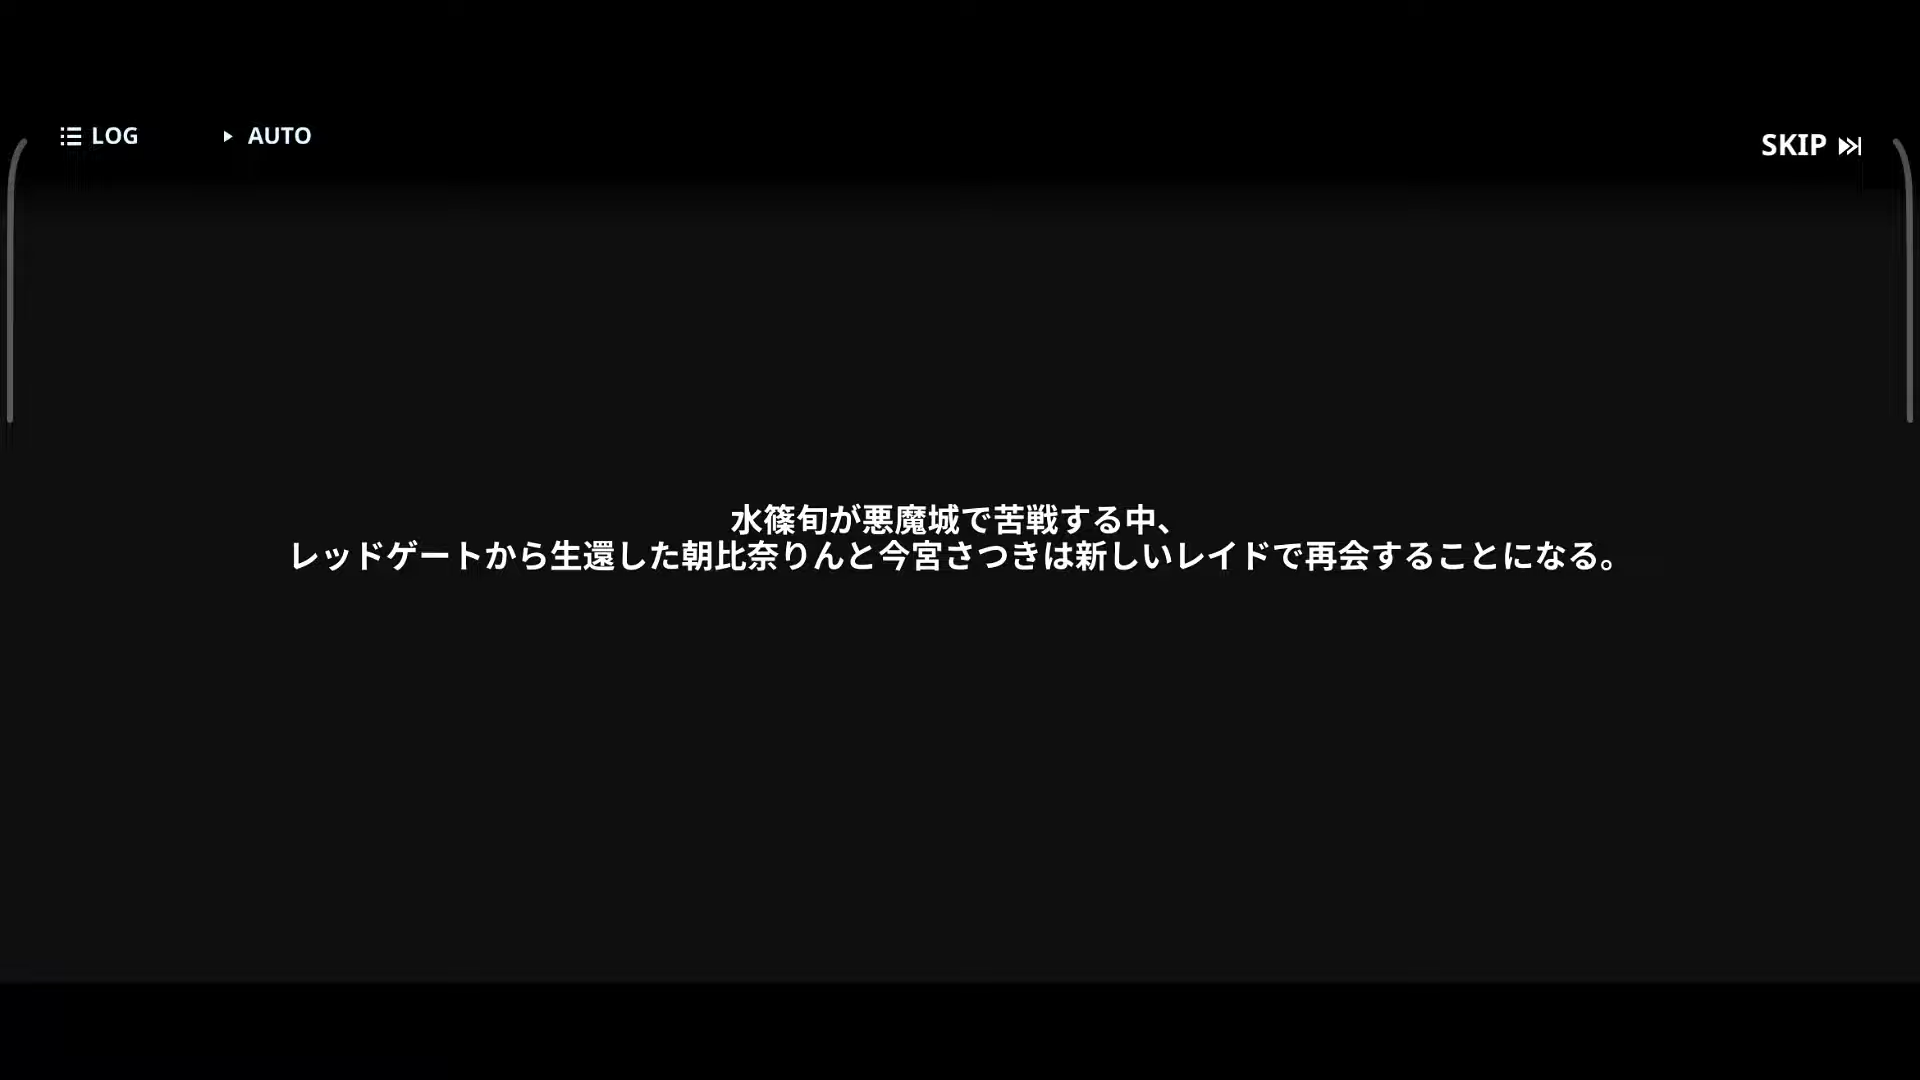 LOG
AUTO
SKIP
水篠旬が悪魔城で苦戦する中、
レッドゲートから生還した朝比奈りんと今宮さつきは新しいレイドで再会することになる。